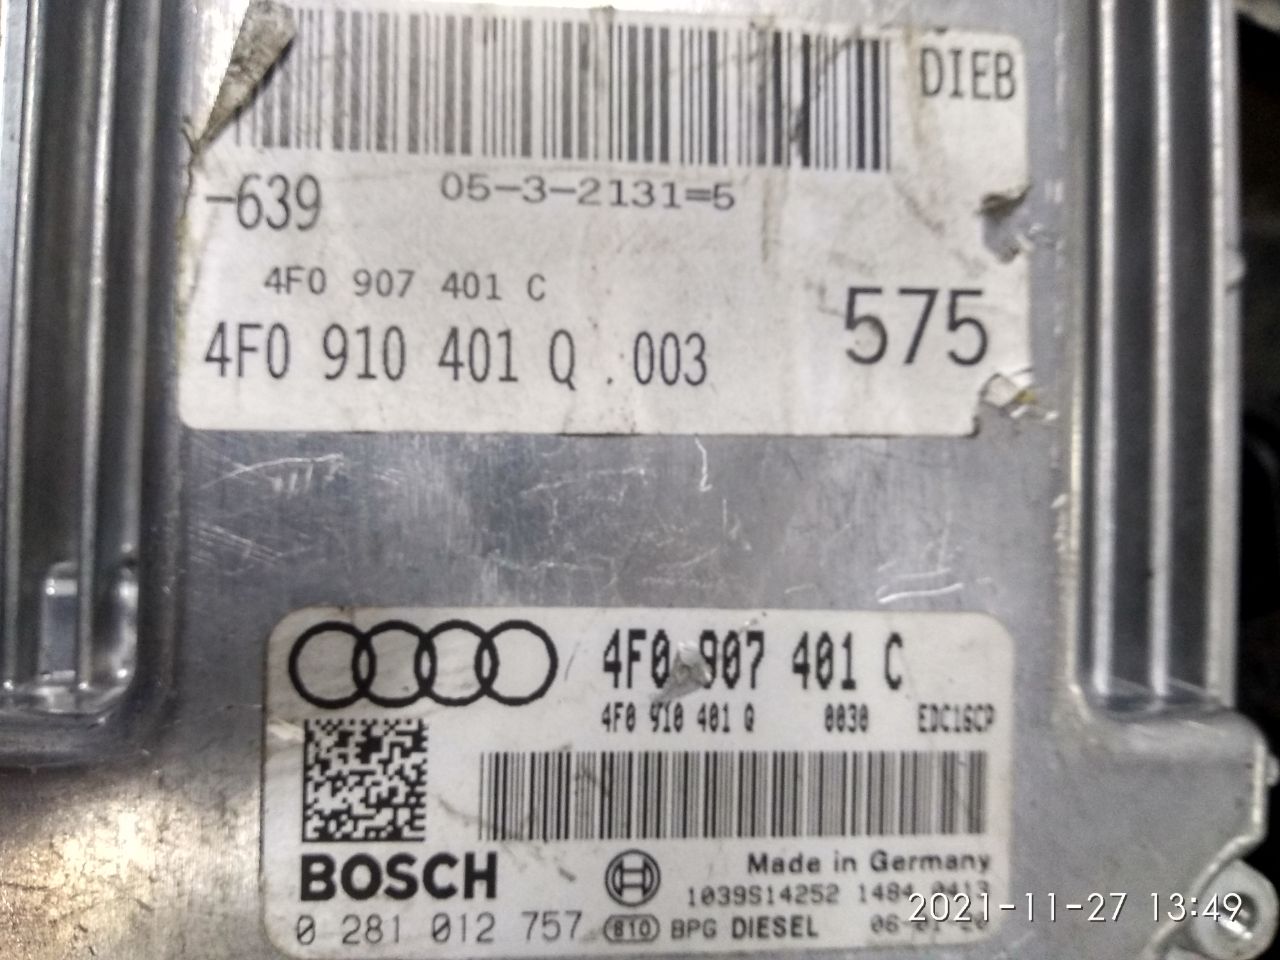 DIEB
-639 05-3-2131=5
4F0 907 401 C
4F0 910 401 Q .003 575
4F0 907 401 C
4F0 910 401 Q 0030 EDC16CP
BOSCH Made in Germany
1039S14252
0 281 012 757 810 BPG DIESEL
2021-11-27 13:49